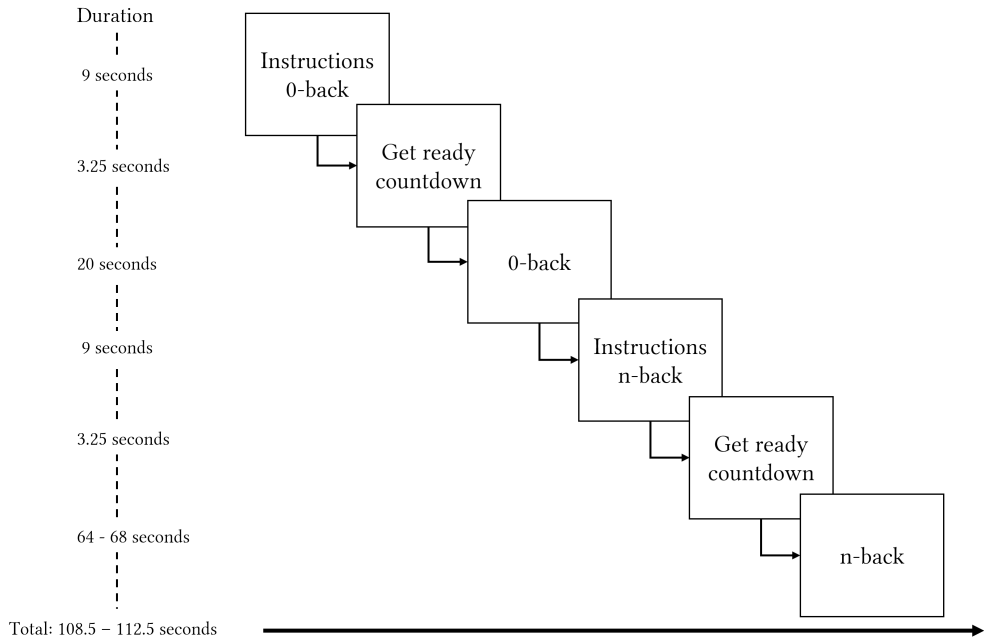 Duration
9 seconds
Instructions
0-back
3.25 seconds
Get ready
countdown
20 seconds
0-back
9 seconds
Instructions
n-back
3.25 seconds
Get ready
countdown
64 - 68 seconds
n-back
Total: 108.5 – 112.5 seconds